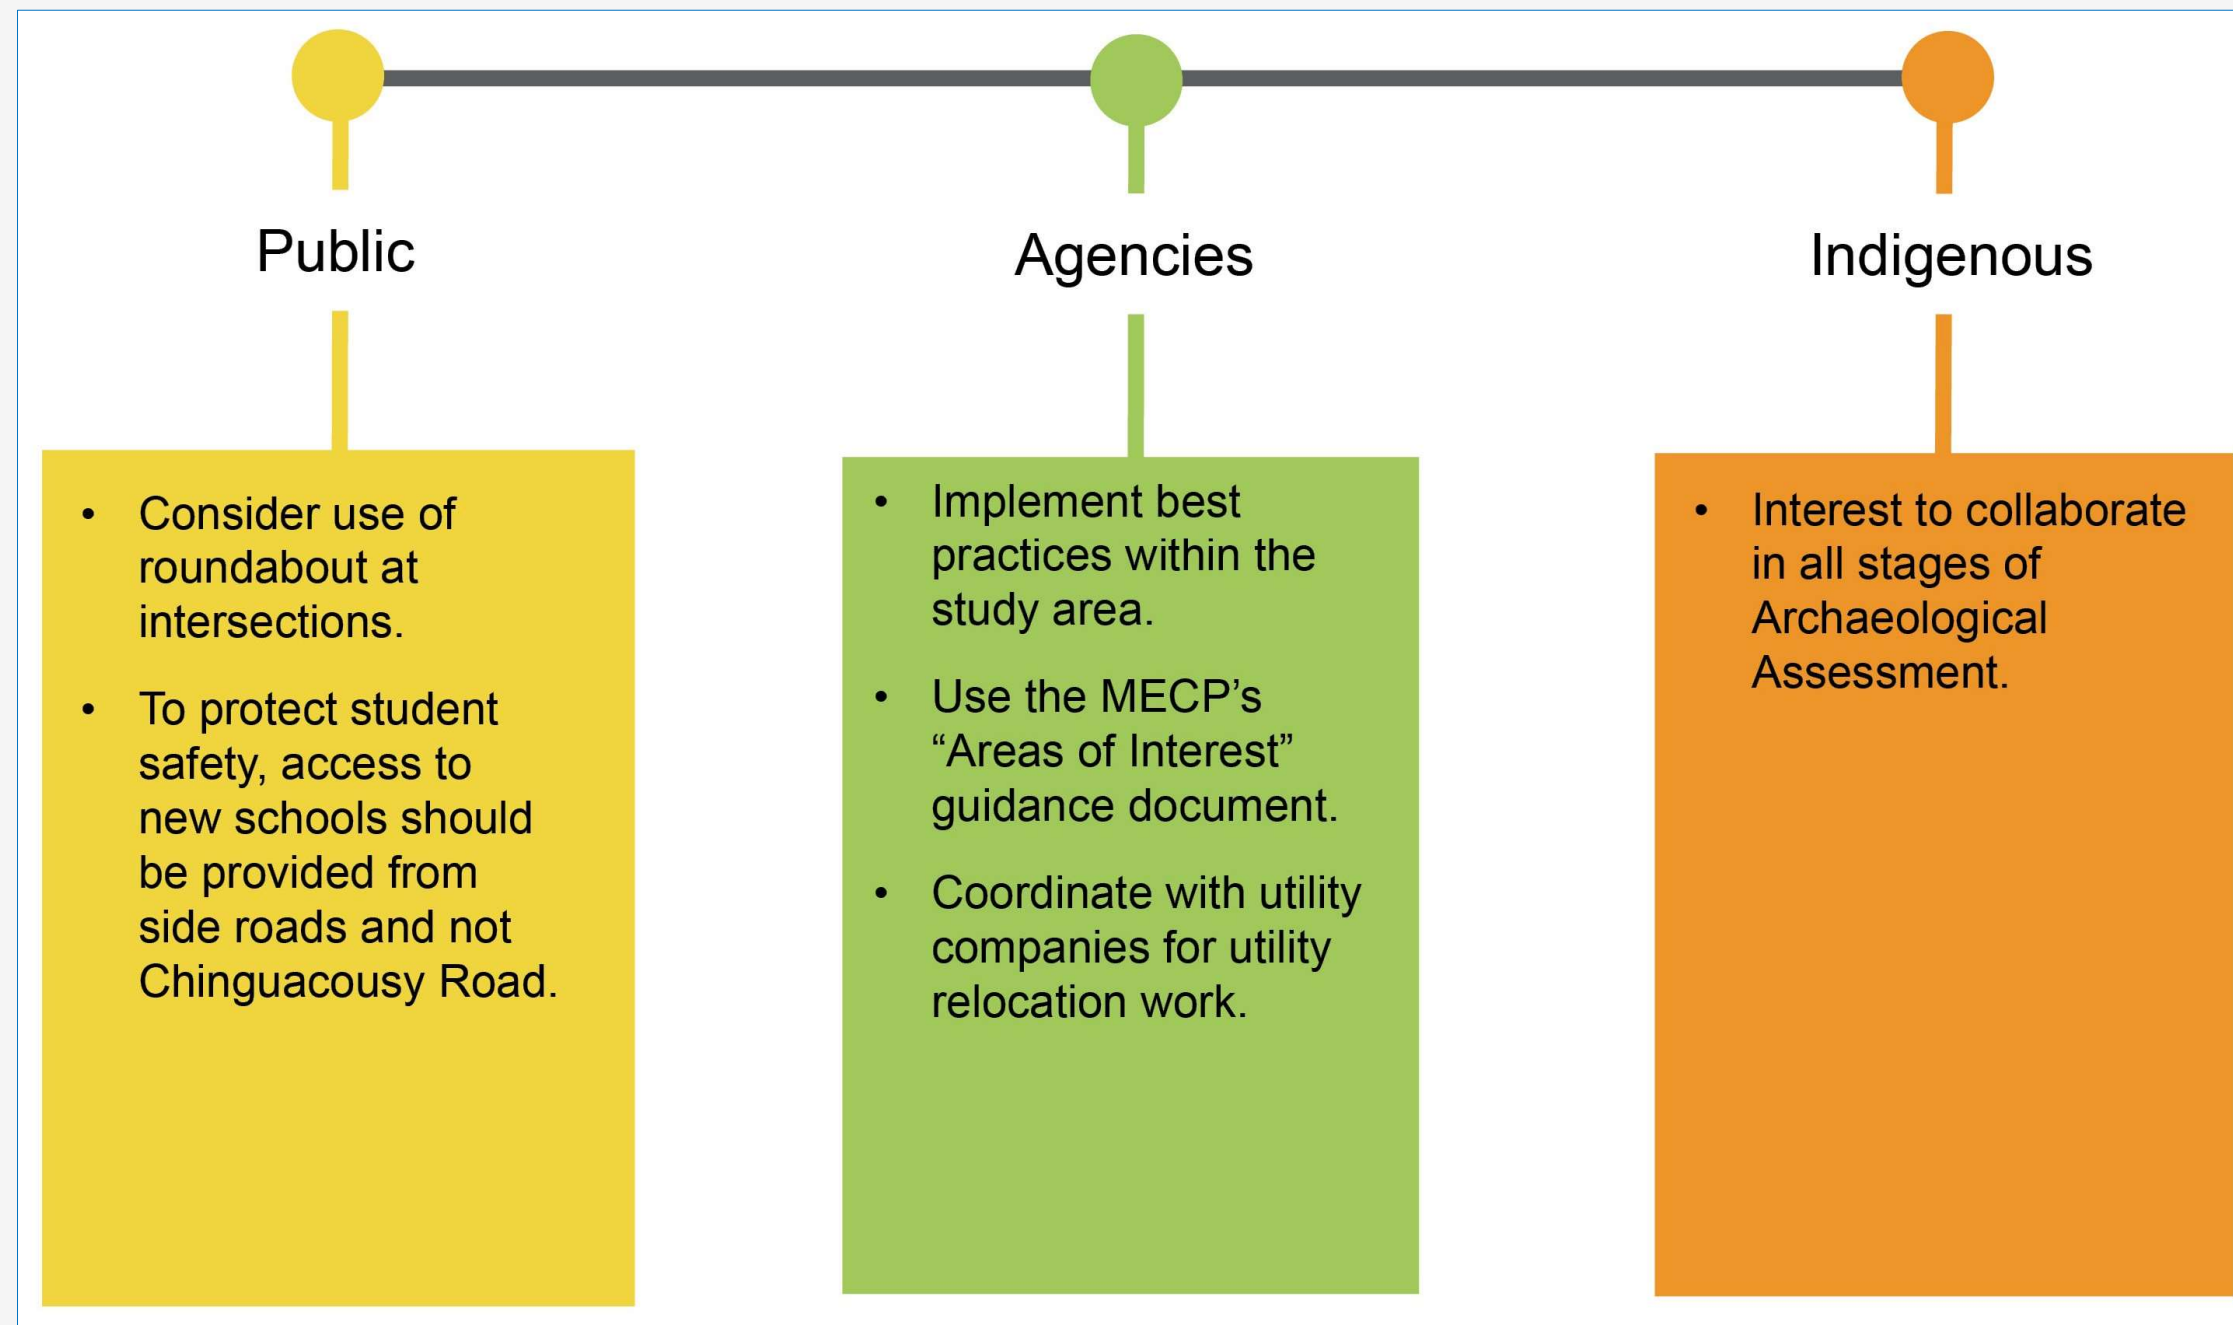 Public
• Consider use of
roundabout at
intersections.
• To protect student
safety, access to
new schools should
be provided from
side roads and not
Chinguacousy Road.
Agencies
• Implement best
practices within the
study area.
• Use the MECP’s
“Areas of Interest”
guidance document.
• Coordinate with utility
companies for utility
relocation work.
Indigenous
• Interest to collaborate
in all stages of
Archaeological
Assessment.